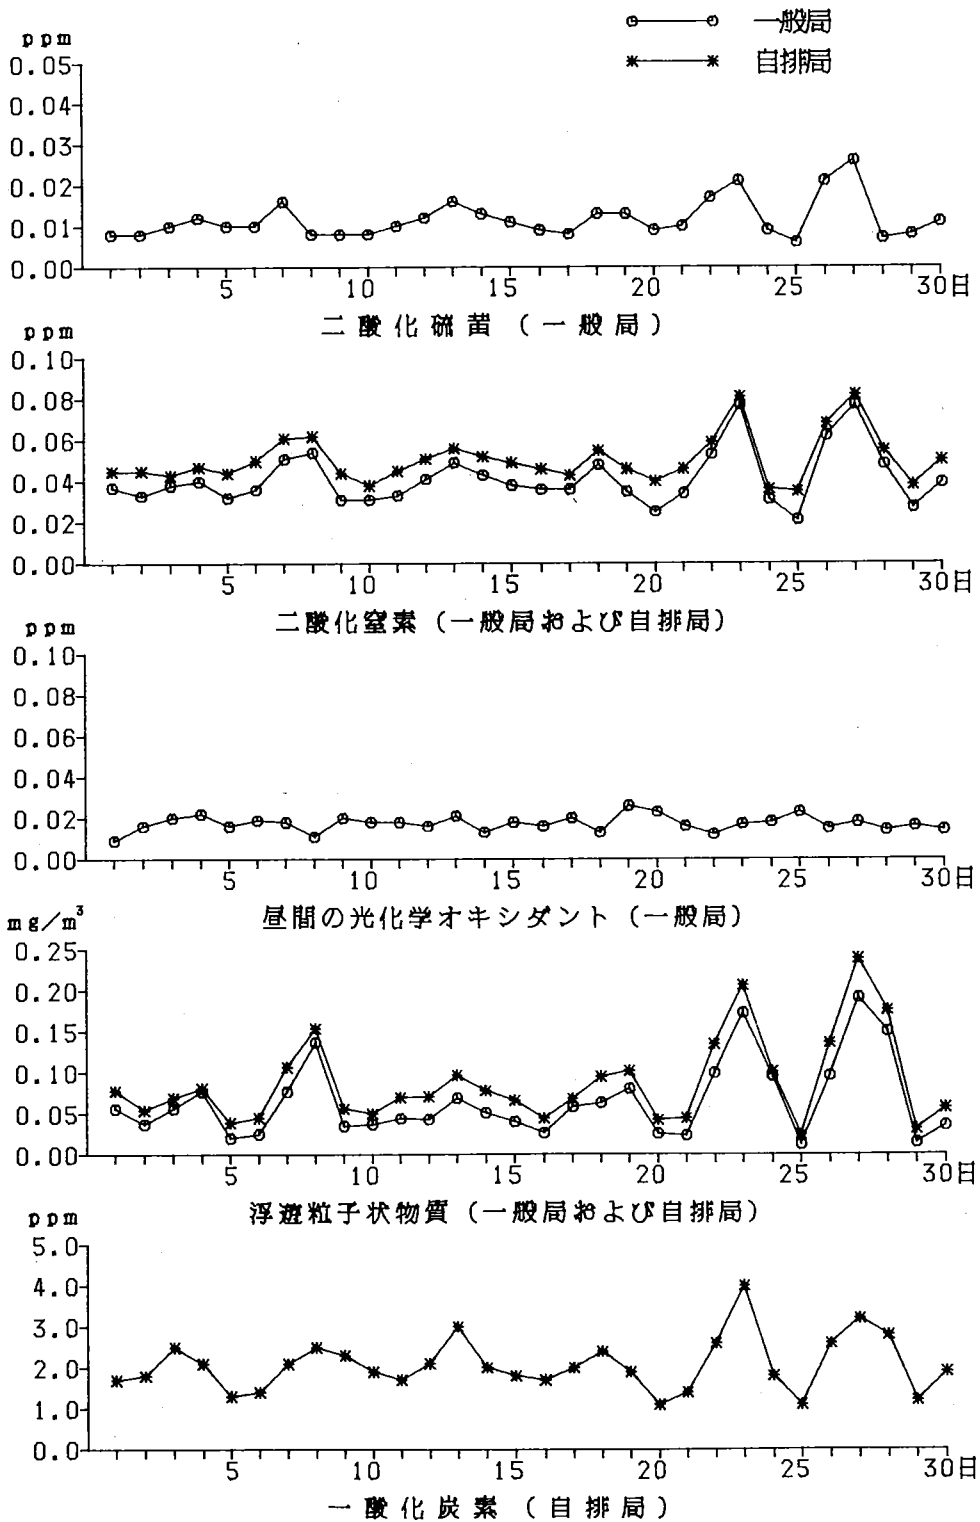 一般局
自排局
ppm
0.05
0.04
0.03
0.02
0.01
0.00
5 10 15 20 25 30日
二酸化硫黄（一般局）
ppm
0.10
0.08
0.06
0.04
0.02
0.00
5 10 15 20 25 30日
二酸化窒素（一般局および自排局）
ppm
0.10
0.08
0.06
0.04
0.02
0.00
5 10 15 20 25 30日
昼間の光化学オキシダント（一般局）
mg/m³
0.25
0.20
0.15
0.10
0.05
0.00
5 10 15 20 25 30日
浮遊粒子状物質（一般局および自排局）
ppm
5.0
4.0
3.0
2.0
1.0
0.0
5 10 15 20 25 30日
一酸化炭素（自排局）